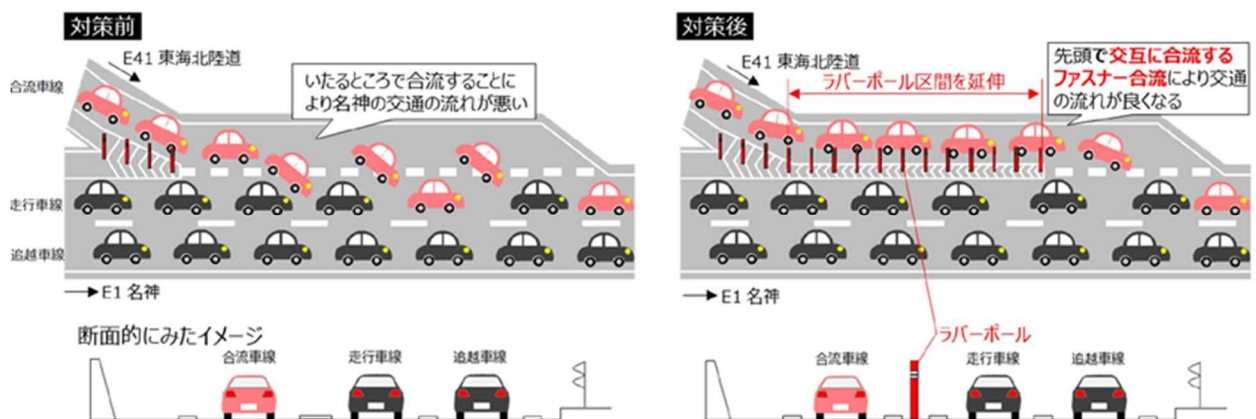 対策前
E41 東海北陸道
合流車線
いたるところで合流することに
より名神の交通の流れが悪い
走行車線
追越車線
E1 名神
断面的にみたイメージ
合流車線
走行車線
追越車線
対策後
E41 東海北陸道
ラバーポール区間を延伸
先頭で交互に合流する
ファスナー合流により交通
の流れが良くなる
E1 名神
ラバーポール
合流車線
走行車線
追越車線